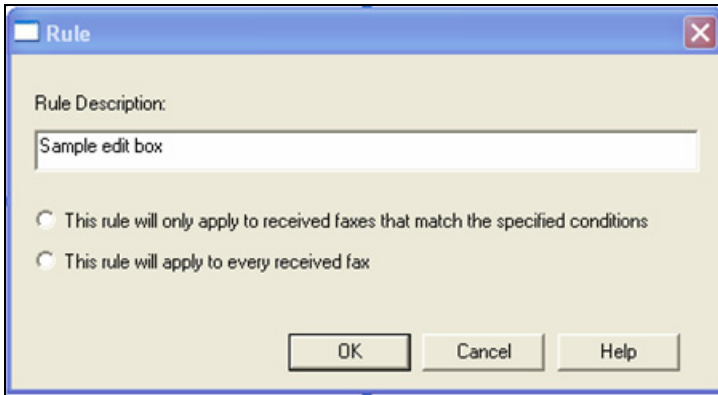 Rule
Rule Description:
Sample edit box
This rule will only apply to received faxes that match the specified conditions
This rule will apply to every received fax
OK Cancel Help